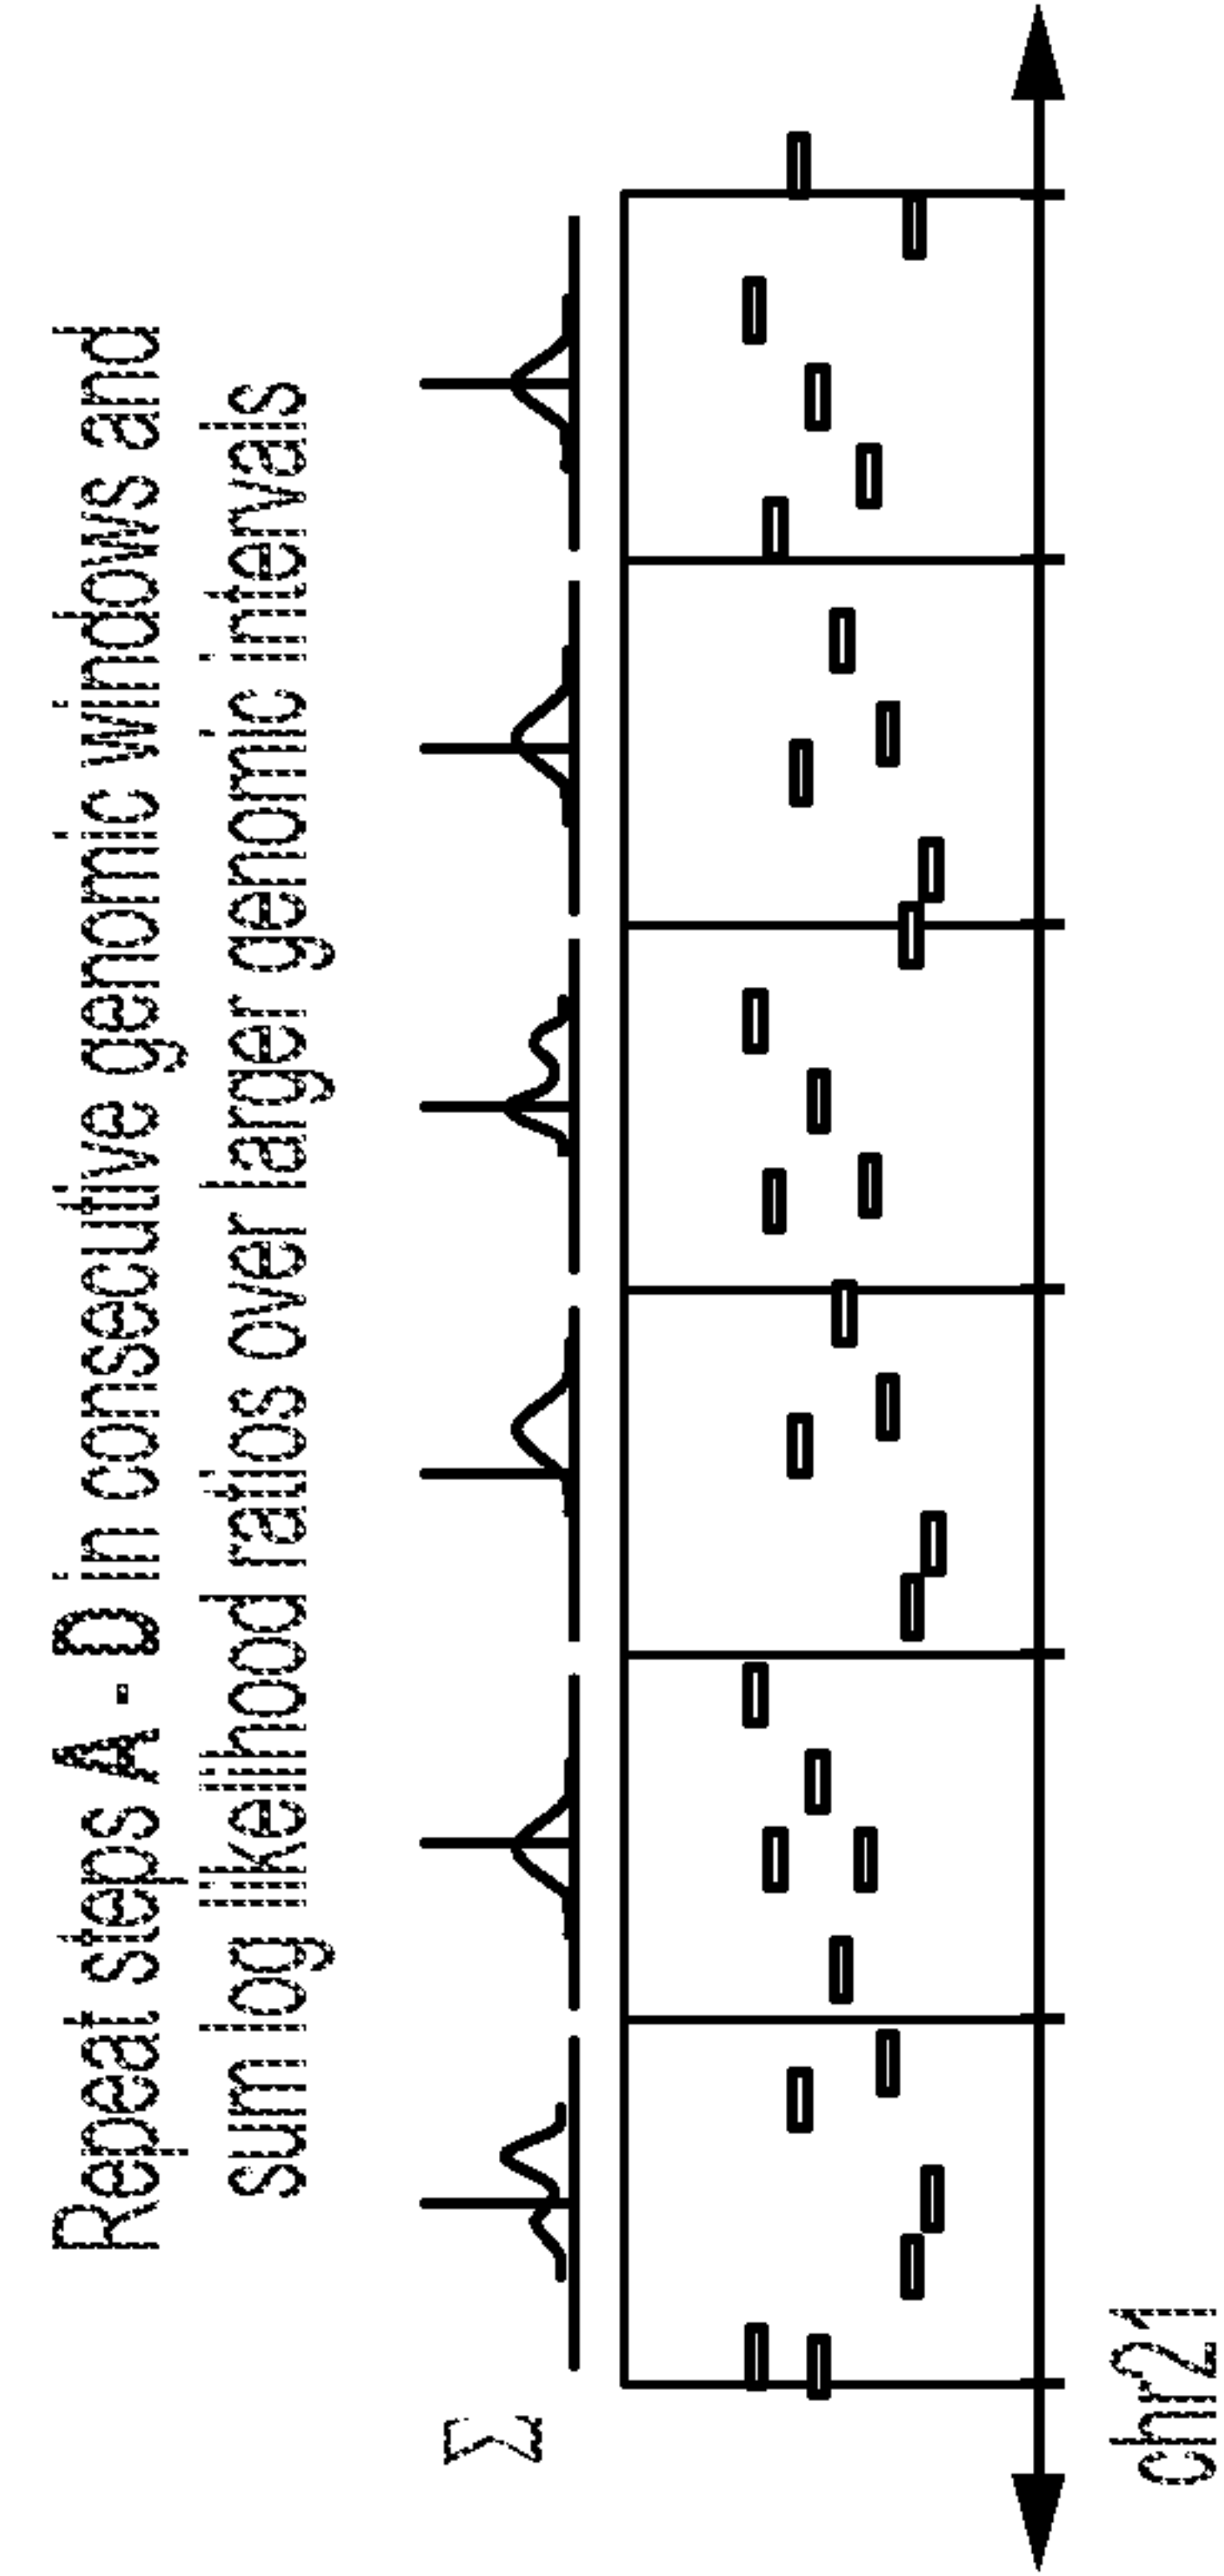 Repeat steps A - D in consecutive genomic windows and
sum log likelihood ratios over larger genomic intervals
Σ
chr21